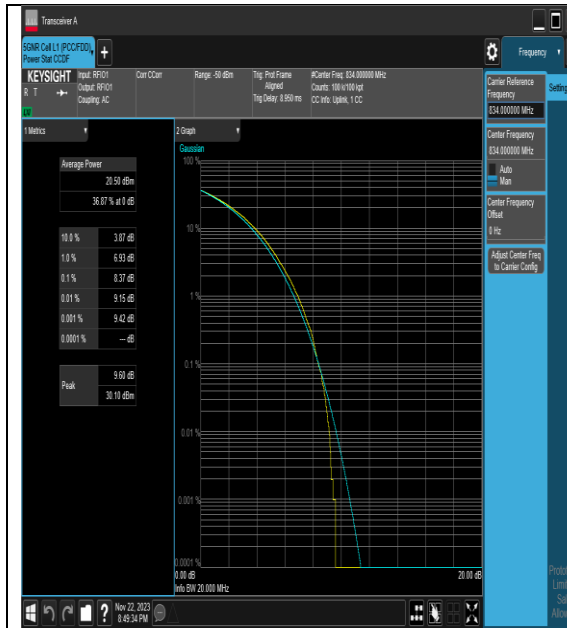 Transceiver A
5GNR Cell L1 (PCC/FDD),
Power Stat CCDF
+
Frequency
KEYSIGHT
R T
Input: RFIO1
Output: RFIO1
Coupling: AC
Corr CCorr
Range: -50 dBm
Trig: Prot Frame
Aligned
Trig Delay: 8.950 ms
#Center Freq: 834.000000 MHz
Counts: 100 k/100 kpt
CC Info: Uplink, 1 CC
1 Metrics
Average Power
20.50 dBm
36.87 % at 0 dB
10.0 % 3.87 dB
1.0 % 6.93 dB
0.1 % 8.37 dB
0.01 % 9.15 dB
0.001 % 9.42 dB
0.0001 % --- dB
Peak
9.60 dB
30.10 dBm
2 Graph
Gaussian
100 %
10 %
1 %
0.1 %
0.01 %
0.001 %
0.0001 %
0.00 dB
20.00 dB
Info BW 20.000 MHz
Carrier Reference
Frequency
834.000000 MHz
Center Frequency
834.000000 MHz
Auto
Man
Center Frequency
Offset
0 Hz
Adjust Center Freq
to Carrier Config
Setting
Proto
Limi
Sa
Allow
Nov 22, 2023
8:49:34 PM